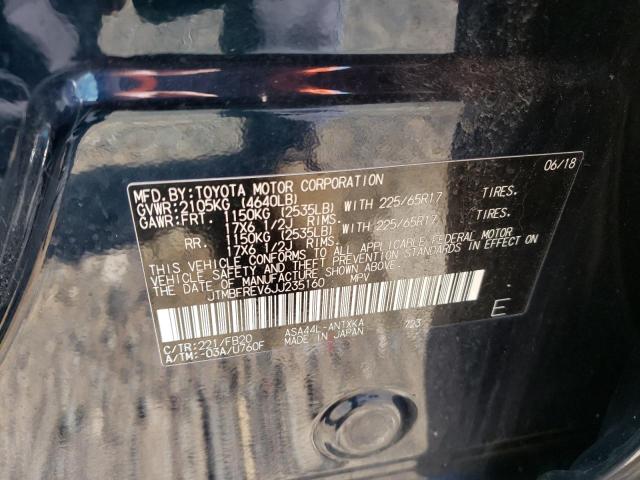 MFD.BY:TOYOTA MOTOR CORPORATION 06/18
GVWR:2105KG (4640LB)
GAWR:FRT. 1150KG (2535LB) WITH 225/65R17 TIRES.
17X6 1/2J RIMS.
RR. 1150KG (2535LB) WITH 225/65R17 TIRES.
17X6 1/2J RIMS.
THIS VEHICLE CONFORMS TO ALL APPLICABLE FEDERAL MOTOR
VEHICLE SAFETY AND THEFT PREVENTION STANDARDS IN EFFECT ON
THE DATE OF MANUFACTURE SHOWN ABOVE.
JTMBFREV6JJ235160 MPV
E
C/TR:221/FB20 ASA44L-ANTXKA 723
A/TM:-03A/U760F MADE IN JAPAN